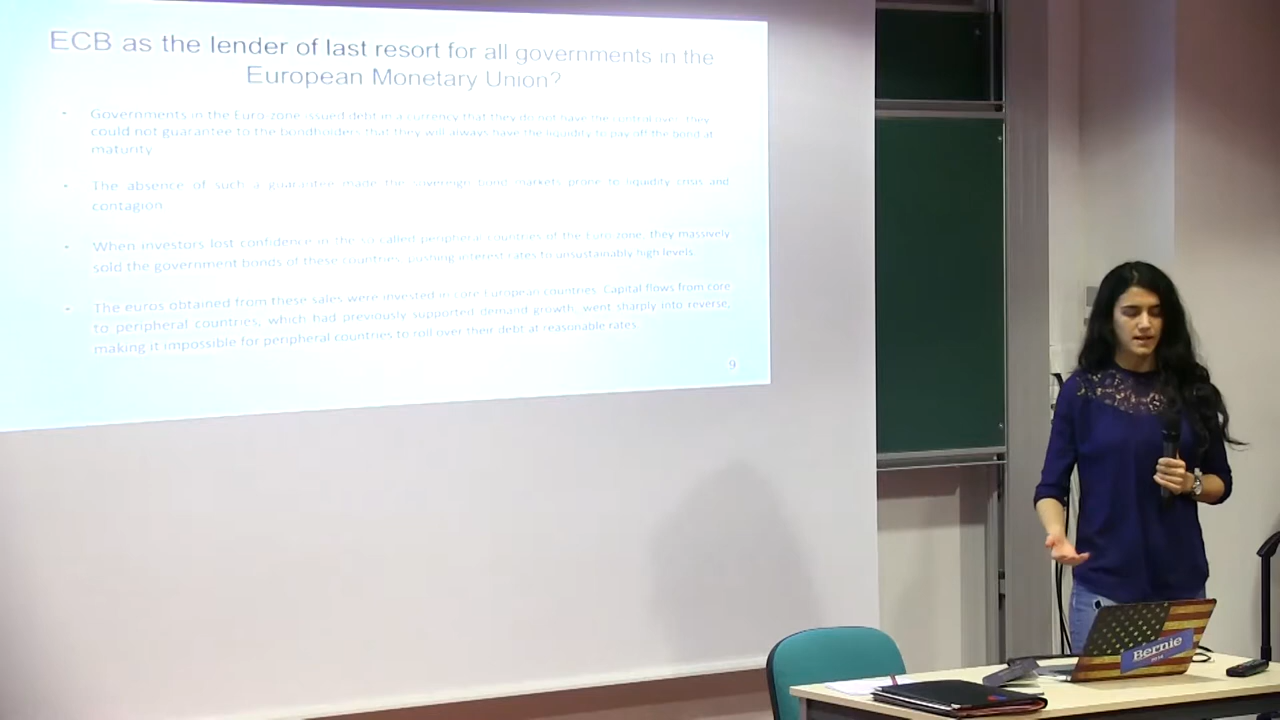 ECB as the lender of last resort for all governments in the
European Monetary Union?
Governments in the Euro zone issued debt in a currency that they do not have the control over: they
could not guarantee to the bondholders that they will always have the liquidity to pay off the bond at
maturity.
The absence of such a guarantee made the sovereign bond markets prone to liquidity crisis and
contagion.
When investors lost confidence in the so called peripheral countries of the Euro zone, they massively
sold the government bonds of these countries, pushing interest rates to unsustainably high levels.
The euros obtained from these sales were invested in core European countries. Capital flows from core
to peripheral countries, which had previously supported demand growth, went sharply into reverse,
making it impossible for peripheral countries to roll over their debt at reasonable rates.
9
Bernie
2016